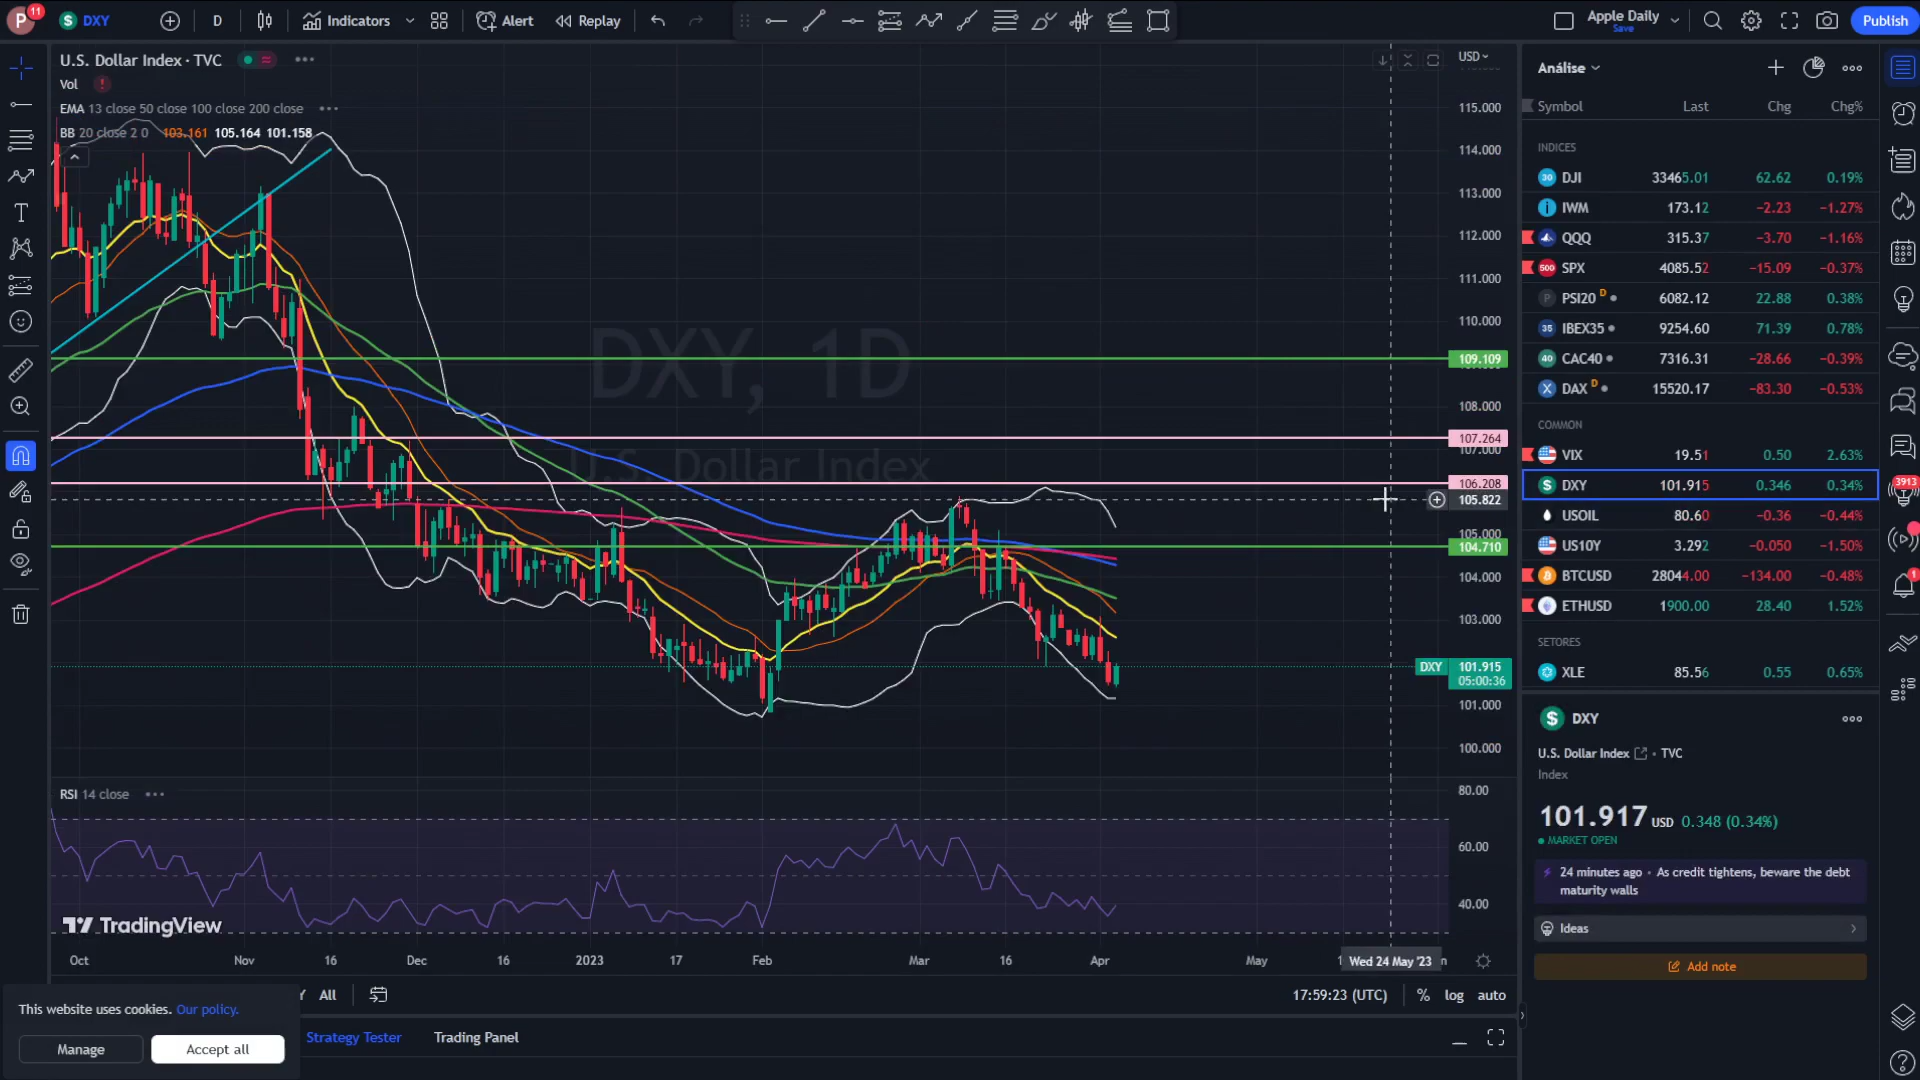 P
11
DXY
D
Indicators
Alert
Replay
Apple Daily
Save
Publish
U.S. Dollar Index · TVC
Vol
EMA 13 close 50 close 100 close 200 close
BB 20 close 2 0 103.161 105.164 101.158
DXY, 1D
U.S. Dollar Index
USD
115.000
114.000
113.000
112.000
111.000
110.000
109.109
108.000
107.264
107.000
106.208
105.822
105.000
104.710
104.000
103.000
DXY 101.915
05:00:36
101.000
100.000
RSI 14 close
80.00
60.00
40.00
TradingView
Oct Nov 16 Dec 16 2023 17 Feb Mar 16 Apr May Wed 24 May '23
All
17:59:23 (UTC) % log auto
This website uses cookies. Our policy.
Manage Accept all
Strategy Tester Trading Panel
Análise
Symbol Last Chg Chg%
INDICES
DJI 33465.01 62.62 0.19%
IWM 173.12 −2.23 −1.27%
QQQ 315.37 −3.70 −1.16%
SPX 4085.52 −15.09 −0.37%
PSI20 D 6082.12 22.88 0.38%
IBEX35 9254.60 71.39 0.78%
CAC40 7316.31 −28.66 −0.39%
DAX D 15520.17 −83.30 −0.53%
COMMON
VIX 19.51 0.50 2.63%
DXY 101.915 0.346 0.34%
USOIL 80.60 −0.36 −0.44%
US10Y 3.292 −0.050 −1.50%
BTCUSD 28044.00 −134.00 −0.48%
ETHUSD 1900.00 28.40 1.52%
SETORES
XLE 85.56 0.55 0.65%
DXY
U.S. Dollar Index · TVC
Index
101.917 USD 0.348 (0.34%)
MARKET OPEN
24 minutes ago · As credit tightens, beware the debt
maturity walls
Ideas
Add note
3913
1